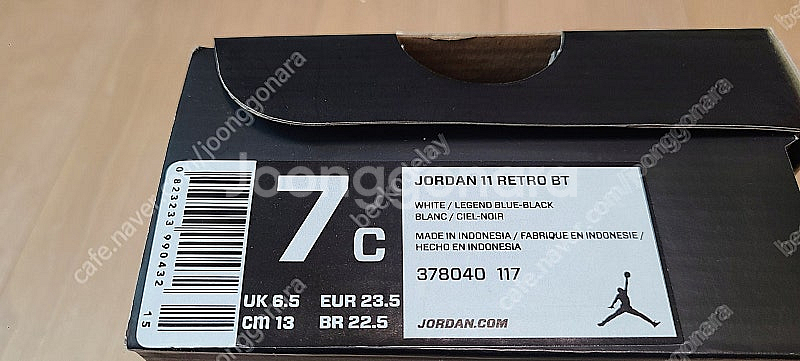 7C
UK 6.5 EUR 23.5
CM 13 BR 22.5
0 823233 990432
15
JORDAN 11 RETRO BT
WHITE / LEGEND BLUE-BLACK
BLANC / CIEL-NOIR
MADE IN INDONESIA / FABRIQUE EN INDONESIE /
HECHO EN INDONESIA
378040 117
JORDAN.COM
cafe.naver.com/joonggonara